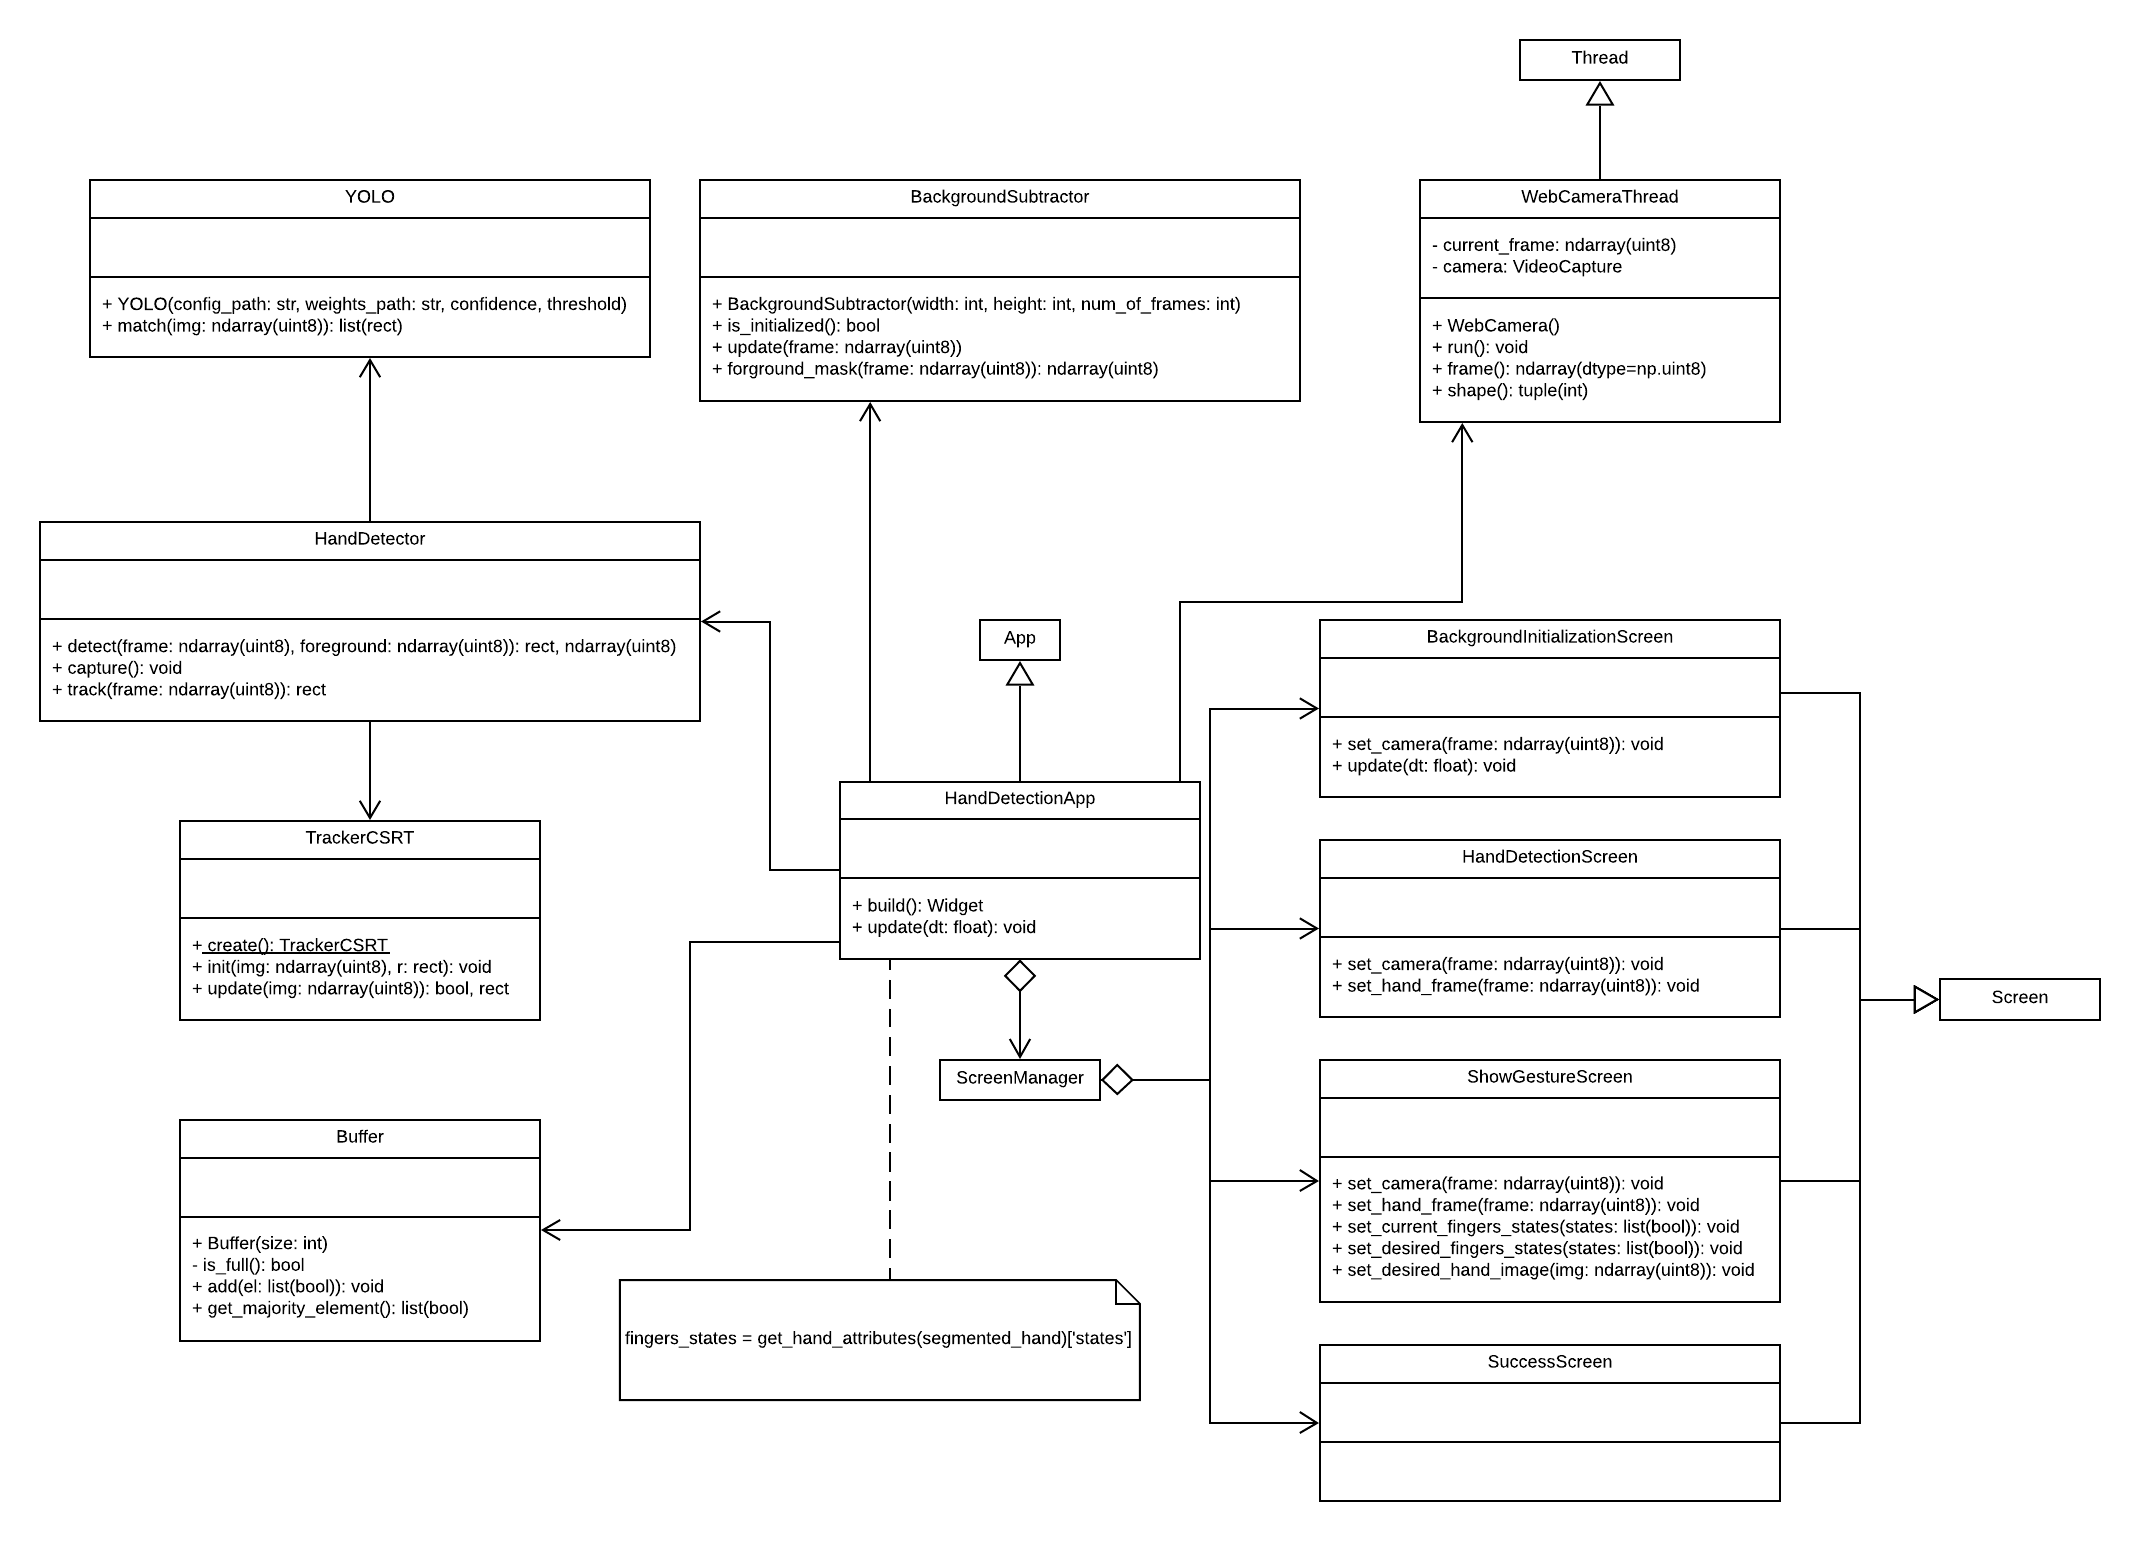 Thread
YOLO
+ YOLO(config_path: str, weights_path: str, confidence, threshold)
+ match(img: ndarray(uint8)): list(rect)
BackgroundSubtractor
+ BackgroundSubtractor(width: int, height: int, num_of_frames: int)
+ is_initialized(): bool
+ update(frame: ndarray(uint8))
+ forground_mask(frame: ndarray(uint8)): ndarray(uint8)
WebCameraThread
- current_frame: ndarray(uint8)
- camera: VideoCapture
+ WebCamera()
+ run(): void
+ frame(): ndarray(dtype=np.uint8)
+ shape(): tuple(int)
HandDetector
+ detect(frame: ndarray(uint8), foreground: ndarray(uint8)): rect, ndarray(uint8)
+ capture(): void
+ track(frame: ndarray(uint8)): rect
App
BackgroundInitializationScreen
+ set_camera(frame: ndarray(uint8)): void
+ update(dt: float): void
HandDetectionApp
+ build(): Widget
+ update(dt: float): void
TrackerCSRT
+ create(): TrackerCSRT
+ init(img: ndarray(uint8), r: rect): void
+ update(img: ndarray(uint8)): bool, rect
HandDetectionScreen
+ set_camera(frame: ndarray(uint8)): void
+ set_hand_frame(frame: ndarray(uint8)): void
Screen
ScreenManager
ShowGestureScreen
+ set_camera(frame: ndarray(uint8)): void
+ set_hand_frame(frame: ndarray(uint8)): void
+ set_current_fingers_states(states: list(bool)): void
+ set_desired_fingers_states(states: list(bool)): void
+ set_desired_hand_image(img: ndarray(uint8)): void
Buffer
+ Buffer(size: int)
- is_full(): bool
+ add(el: list(bool)): void
+ get_majority_element(): list(bool)
fingers_states = get_hand_attributes(segmented_hand)['states']
SuccessScreen